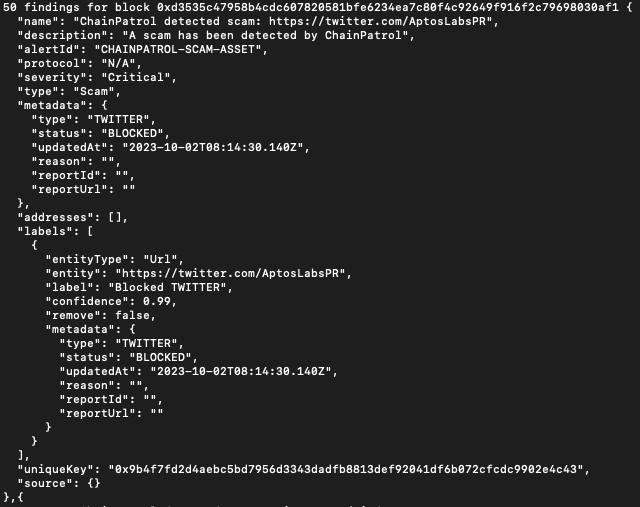 50 findings for block 0xd3535c47958b4cdc607820581bfe6234ea7c80f4c92649f916f2c79698030af1 {
"name": "ChainPatrol detected scam: https://twitter.com/AptosLabsPR",
"description": "A scam has been detected by ChainPatrol",
"alertId": "CHAINPATROL-SCAM-ASSET",
"protocol": "N/A",
"severity": "Critical",
"type": "Scam",
"metadata": {
"type": "TWITTER",
"status": "BLOCKED",
"updatedAt": "2023-10-02T08:14:30.140Z",
"reason": "",
"reportId": "",
"reportUrl": ""
},
"addresses": [],
"labels": [
{
"entityType": "Url",
"entity": "https://twitter.com/AptosLabsPR",
"label": "Blocked TWITTER",
"confidence": 0.99,
"remove": false,
"metadata": {
"type": "TWITTER",
"status": "BLOCKED",
"updatedAt": "2023-10-02T08:14:30.140Z",
"reason": "",
"reportId": "",
"reportUrl": ""
}
}
],
"uniqueKey": "0x9b4f7fd2d4aebc5bd7956d3343dadfb8813def92041df6b072cfcdc9902e4c43",
"source": {}
},{